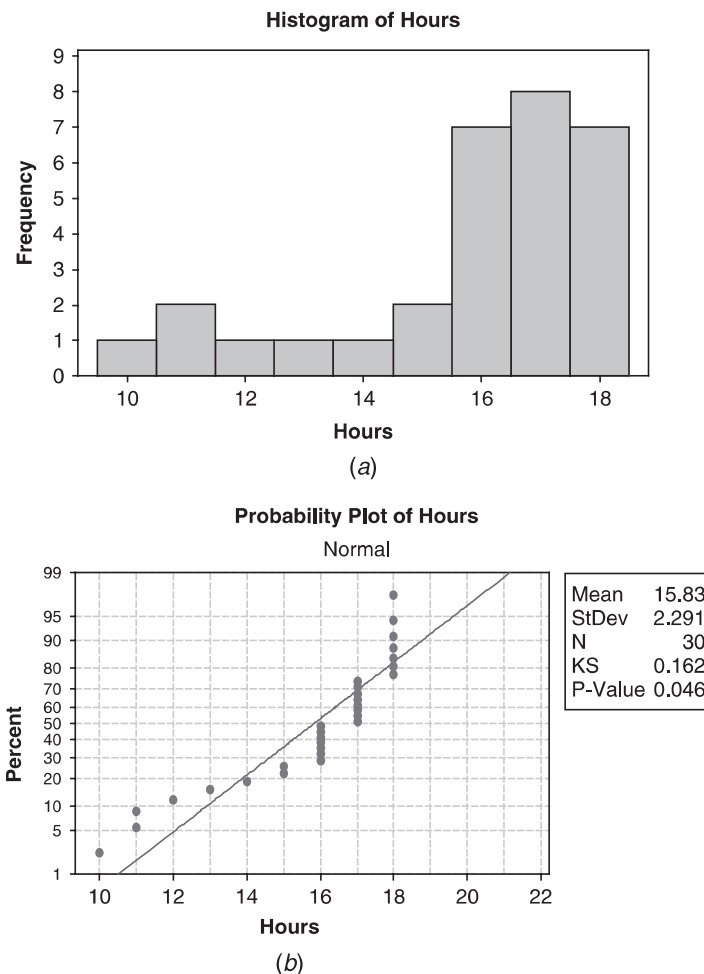 Histogram of Hours
9
8
7
6
5
4
3
2
1
0
Frequency
10 12 14 16 18
Hours
(a)
Probability Plot of Hours
Normal
99
95
90
80
70
60
50
40
30
20
10
5
1
Percent
10 12 14 16 18 20 22
Hours
(b)
Mean 15.83
StDev 2.291
N 30
KS 0.162
P-Value 0.046